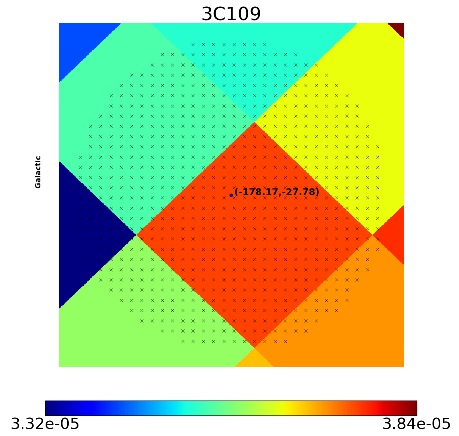 3C109
Galactic
(-178.17,-27.78)
3.32e-05
3.84e-05